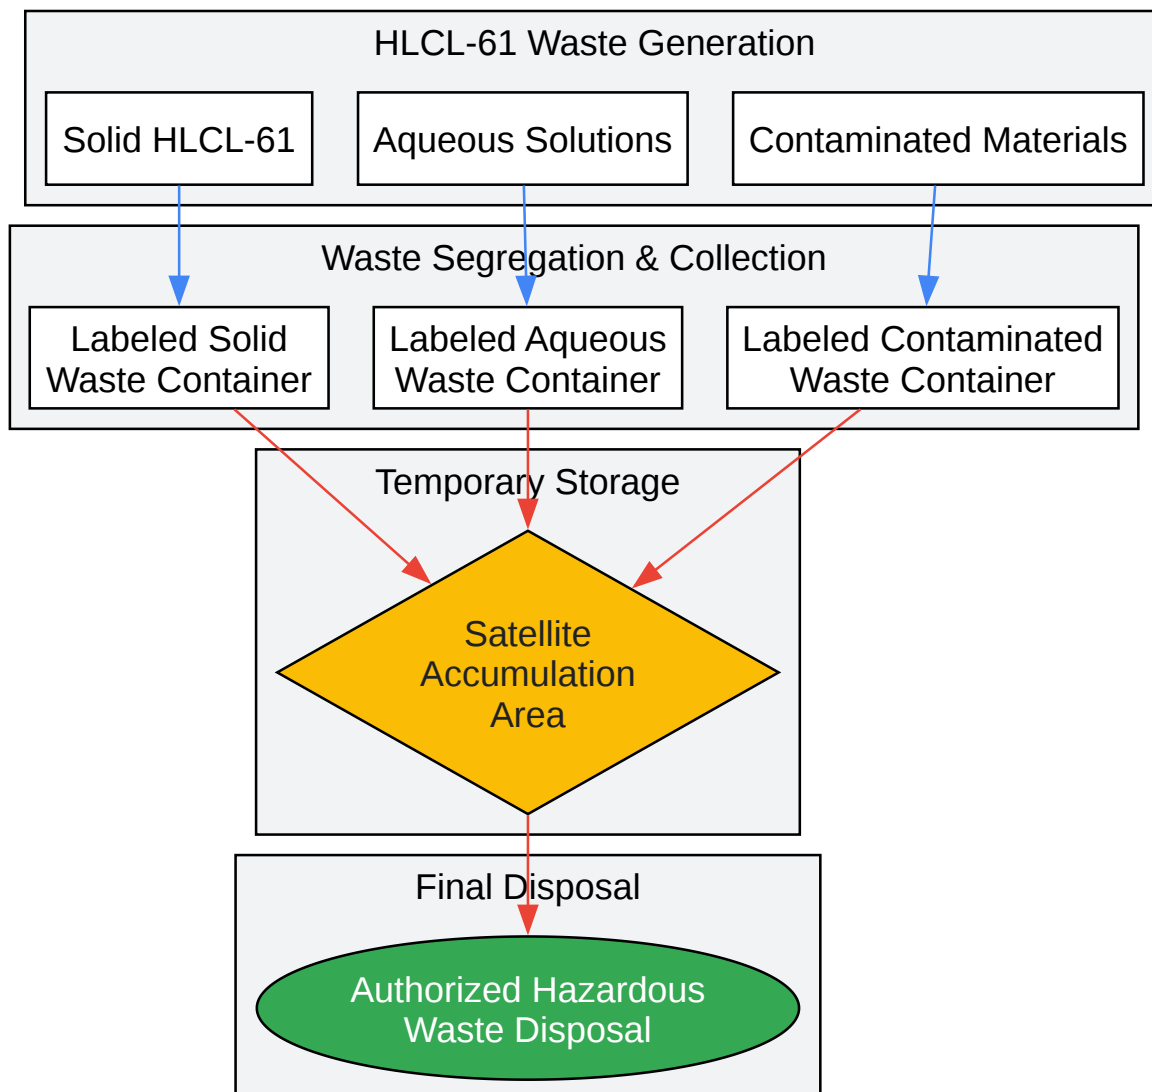 HLCL-61 Waste Generation
Solid HLCL-61
Aqueous Solutions
Contaminated Materials
Waste Segregation & Collection
Labeled Solid
Waste Container
Labeled Aqueous
Waste Container
Labeled Contaminated
Waste Container
Temporary Storage
Satellite
Accumulation
Area
Final Disposal
Authorized Hazardous
Waste Disposal